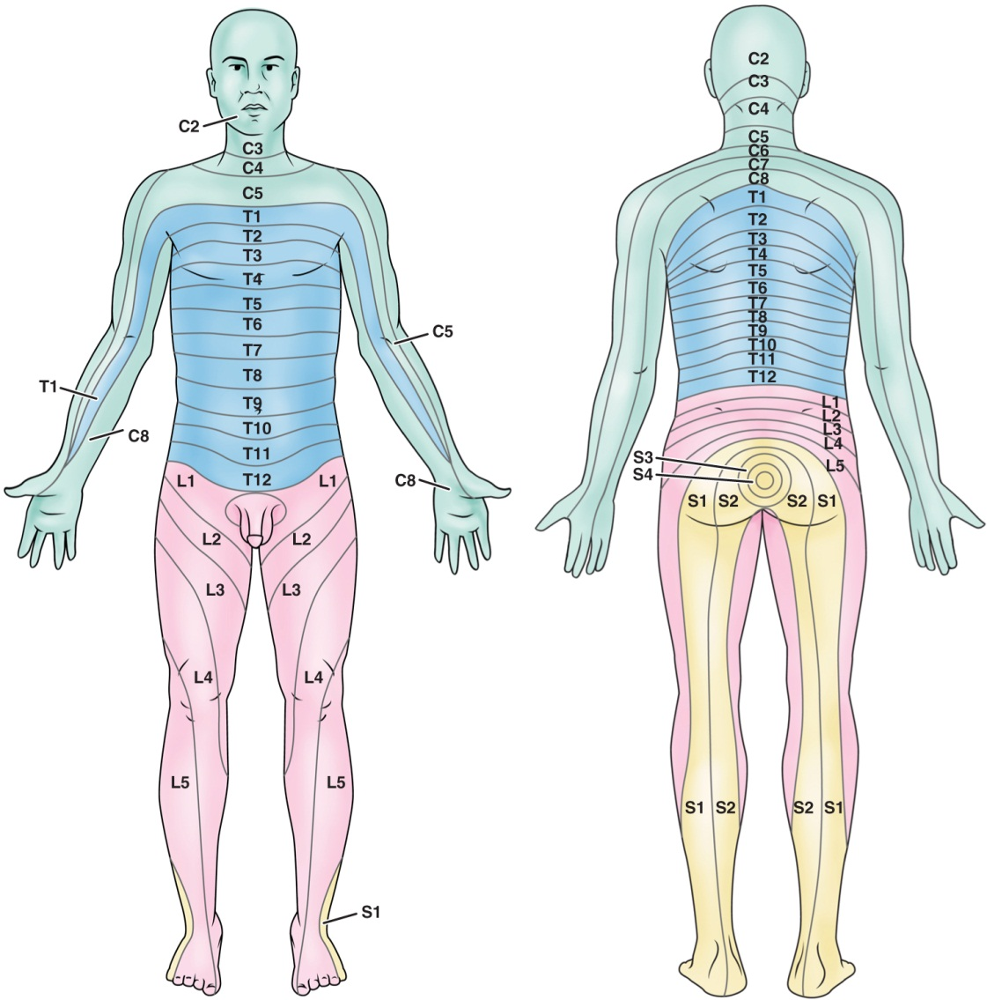 C2
C3
C4
C5
T1
T2
T3
T4
T5
T6
C5
T7
T8
T1
T9
T10
C8
T11
L1 T12 L1
C8
L2 L2
L3 L3
L4 L4
L5 L5
S1
C2
C3
C4
C5
C6
C7
C8
T1
T2
T3
T4
T5
T6
T7
T8
T9
T10
T11
T12
L1
L2
L3
L4
S3
L5
S4
S1 S2 S2 S1
S1 S2 S2 S1